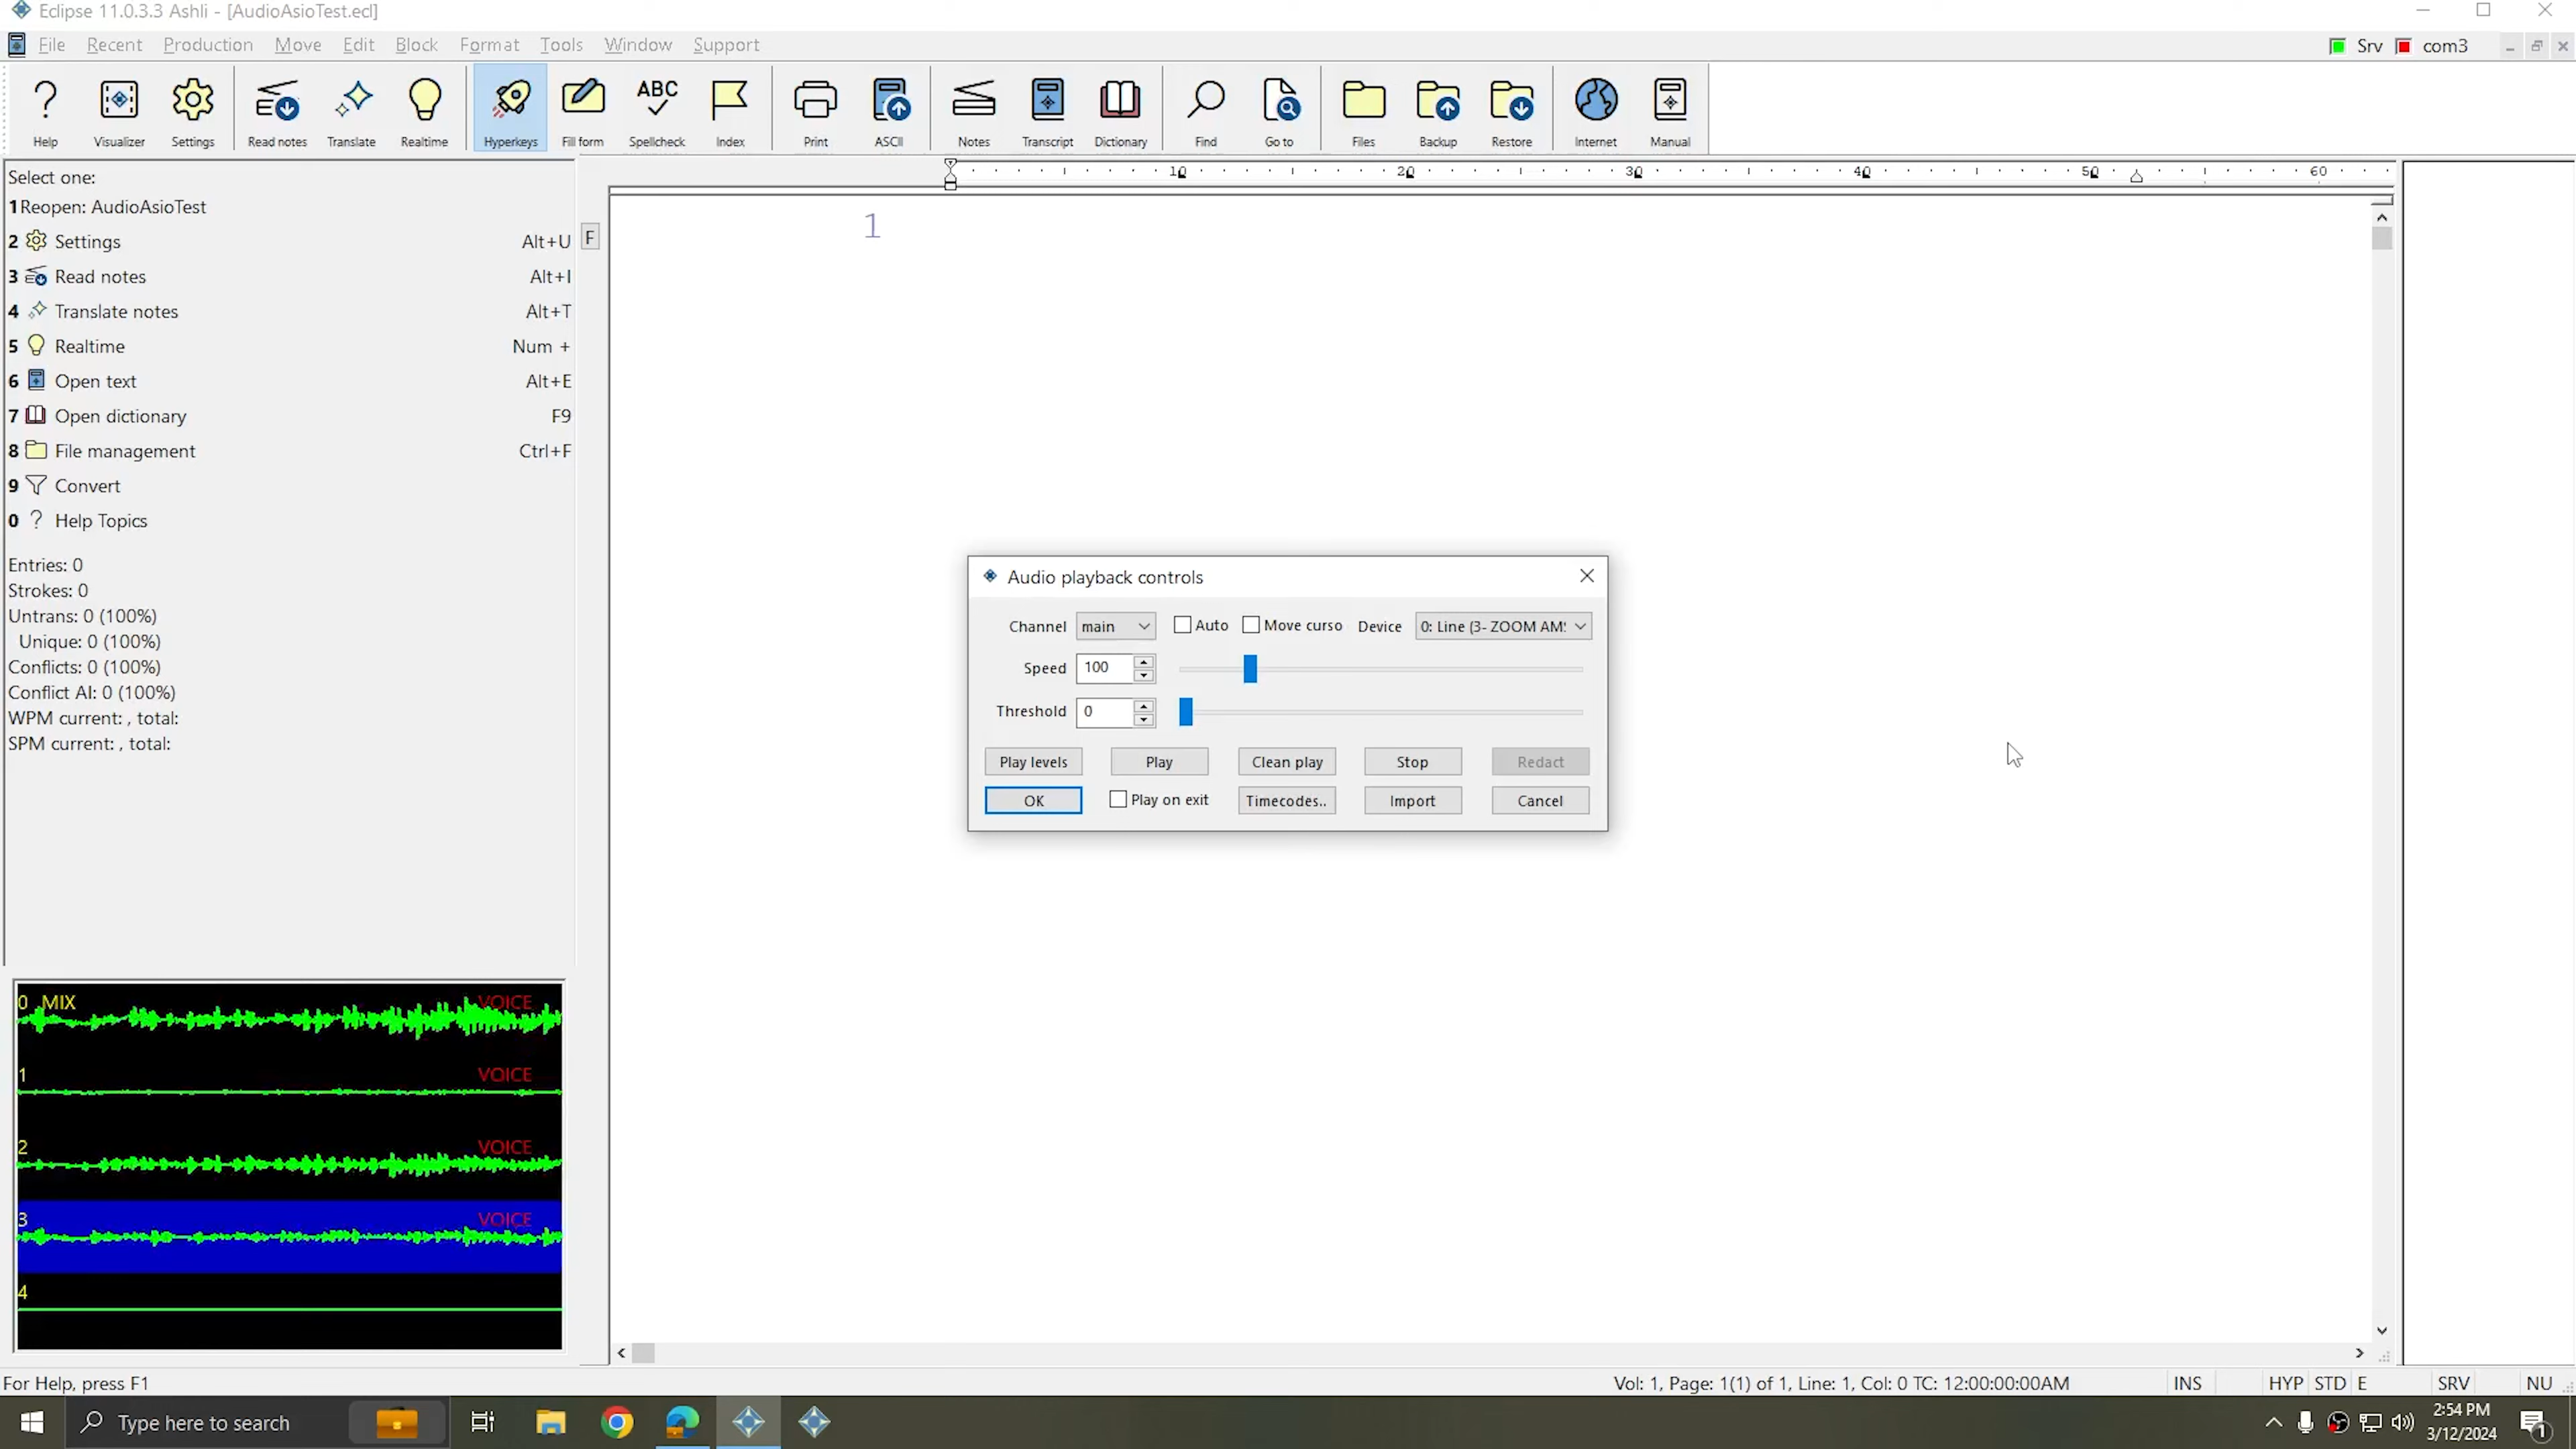 Eclipse 11.0.3.3 Ashli - [AudioAsioTest.ecl]
File Recent Production Move Edit Block Format Tools Window Support
Srv com3
Help Visualizer Settings Read notes Translate Realtime Hyperkeys Fill form Spellcheck Index Print ASCII Notes Transcript Dictionary Find Go to Files Backup Restore Internet Manual
ABC
Select one:
1Reopen: AudioAsioTest
2 Settings Alt+U
3 Read notes Alt+I
4 Translate notes Alt+T
5 Realtime Num +
6 Open text Alt+E
7 Open dictionary F9
8 File management Ctrl+F
9 Convert
0 ? Help Topics
Entries: 0
Strokes: 0
Untrans: 0 (100%)
Unique: 0 (100%)
Conflicts: 0 (100%)
Conflict AI: 0 (100%)
WPM current: , total:
SPM current: , total:
F
10 20 30 40 50 60
1
Audio playback controls
Channel main Auto Move curso Device 0: Line (3- ZOOM AM
Speed 100
Threshold 0
Play levels Play Clean play Stop Redact
OK Play on exit Timecodes.. Import Cancel
0 MIX VOICE
1 VOICE
2 VOICE
3 VOICE
4
For Help, press F1
Vol: 1, Page: 1(1) of 1, Line: 1, Col: 0 TC: 12:00:00:00AM INS HYP STD E SRV NU
Type here to search
2:54 PM
3/12/2024
1